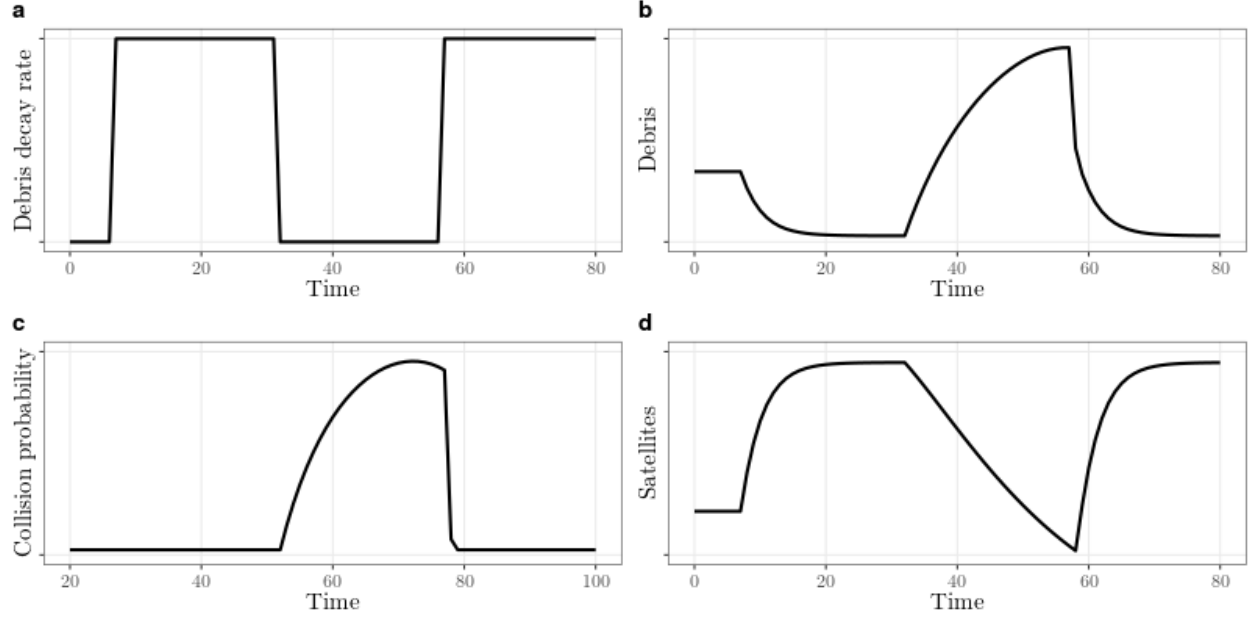 a
Debris decay rate
0 20 40 60 80
Time
b
Debris
0 20 40 60 80
Time
c
Collision probability
20 40 60 80 100
Time
d
Satellites
0 20 40 60 80
Time